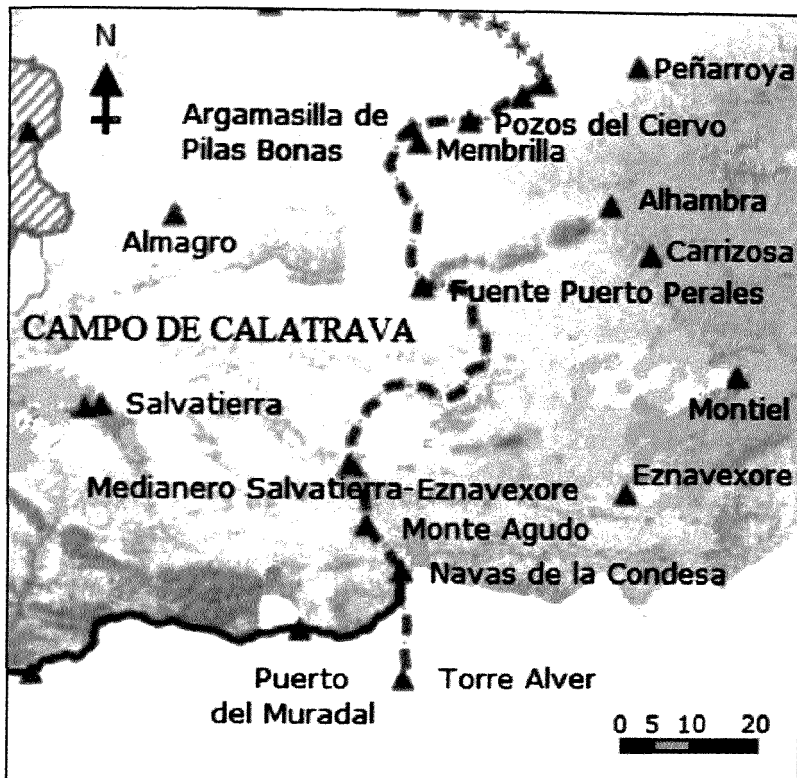 N
Peñarroya
Argamasilla de
Pilas Bonas
Pozos del Ciervo
Membrilla
Alhambra
Almagro
Carrizosa
Fuente Puerto Perales
CAMPO DE CALATRAVA
Salvatierra
Montiel
Eznavexore
Medianero Salvatierra-Eznavexore
Monte Agudo
Navas de la Condesa
Puerto
del Muradal
Torre Alver
0 5 10 20